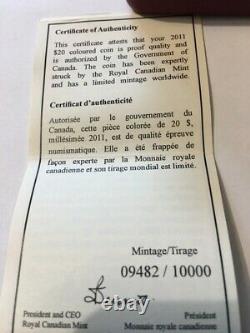 Certificate of Authenticity
This certificate attests that your 2011
$20 coloured coin is proof quality and
is authorized by the Government of
Canada. The coin has been expertly
struck by the Royal Canadian Mint
and has a limited mintage worldwide.
Certificat d'authenticité
Autorisée par le gouvernement du
Canada, cette pièce colorée de 20 $,
millésimée 2011, est de qualité épreuve
numismatique. Elle a été frappée de
façon experte par la Monnaie royale
canadienne et son tirage mondial est limité.
Mintage/Tirage
09482 / 10000
President and CEO Président
Royal Canadian Mint Monnaie royale canadienne